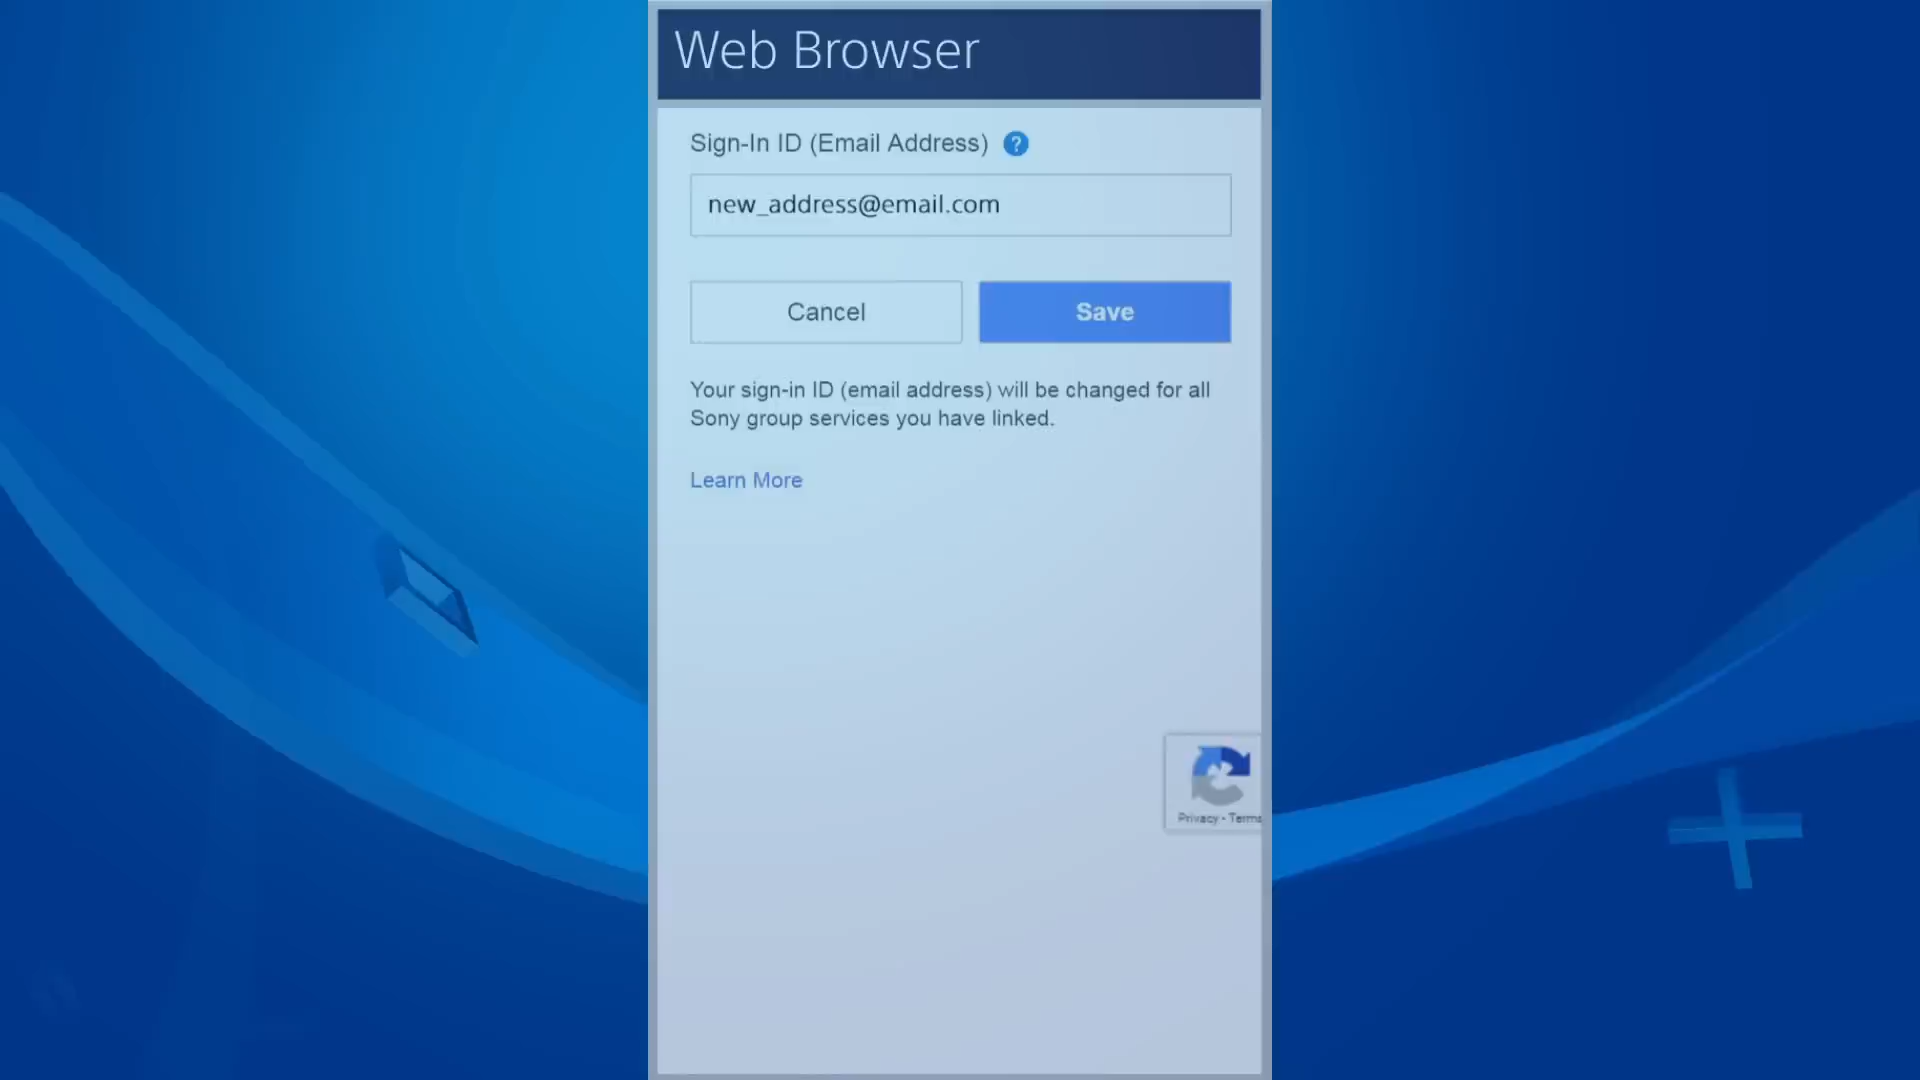 Web Browser
Sign-In ID (Email Address) ?
new_address@email.com
Cancel
Save
Your sign-in ID (email address) will be changed for all
Sony group services you have linked.
Learn More
Privacy - Terms